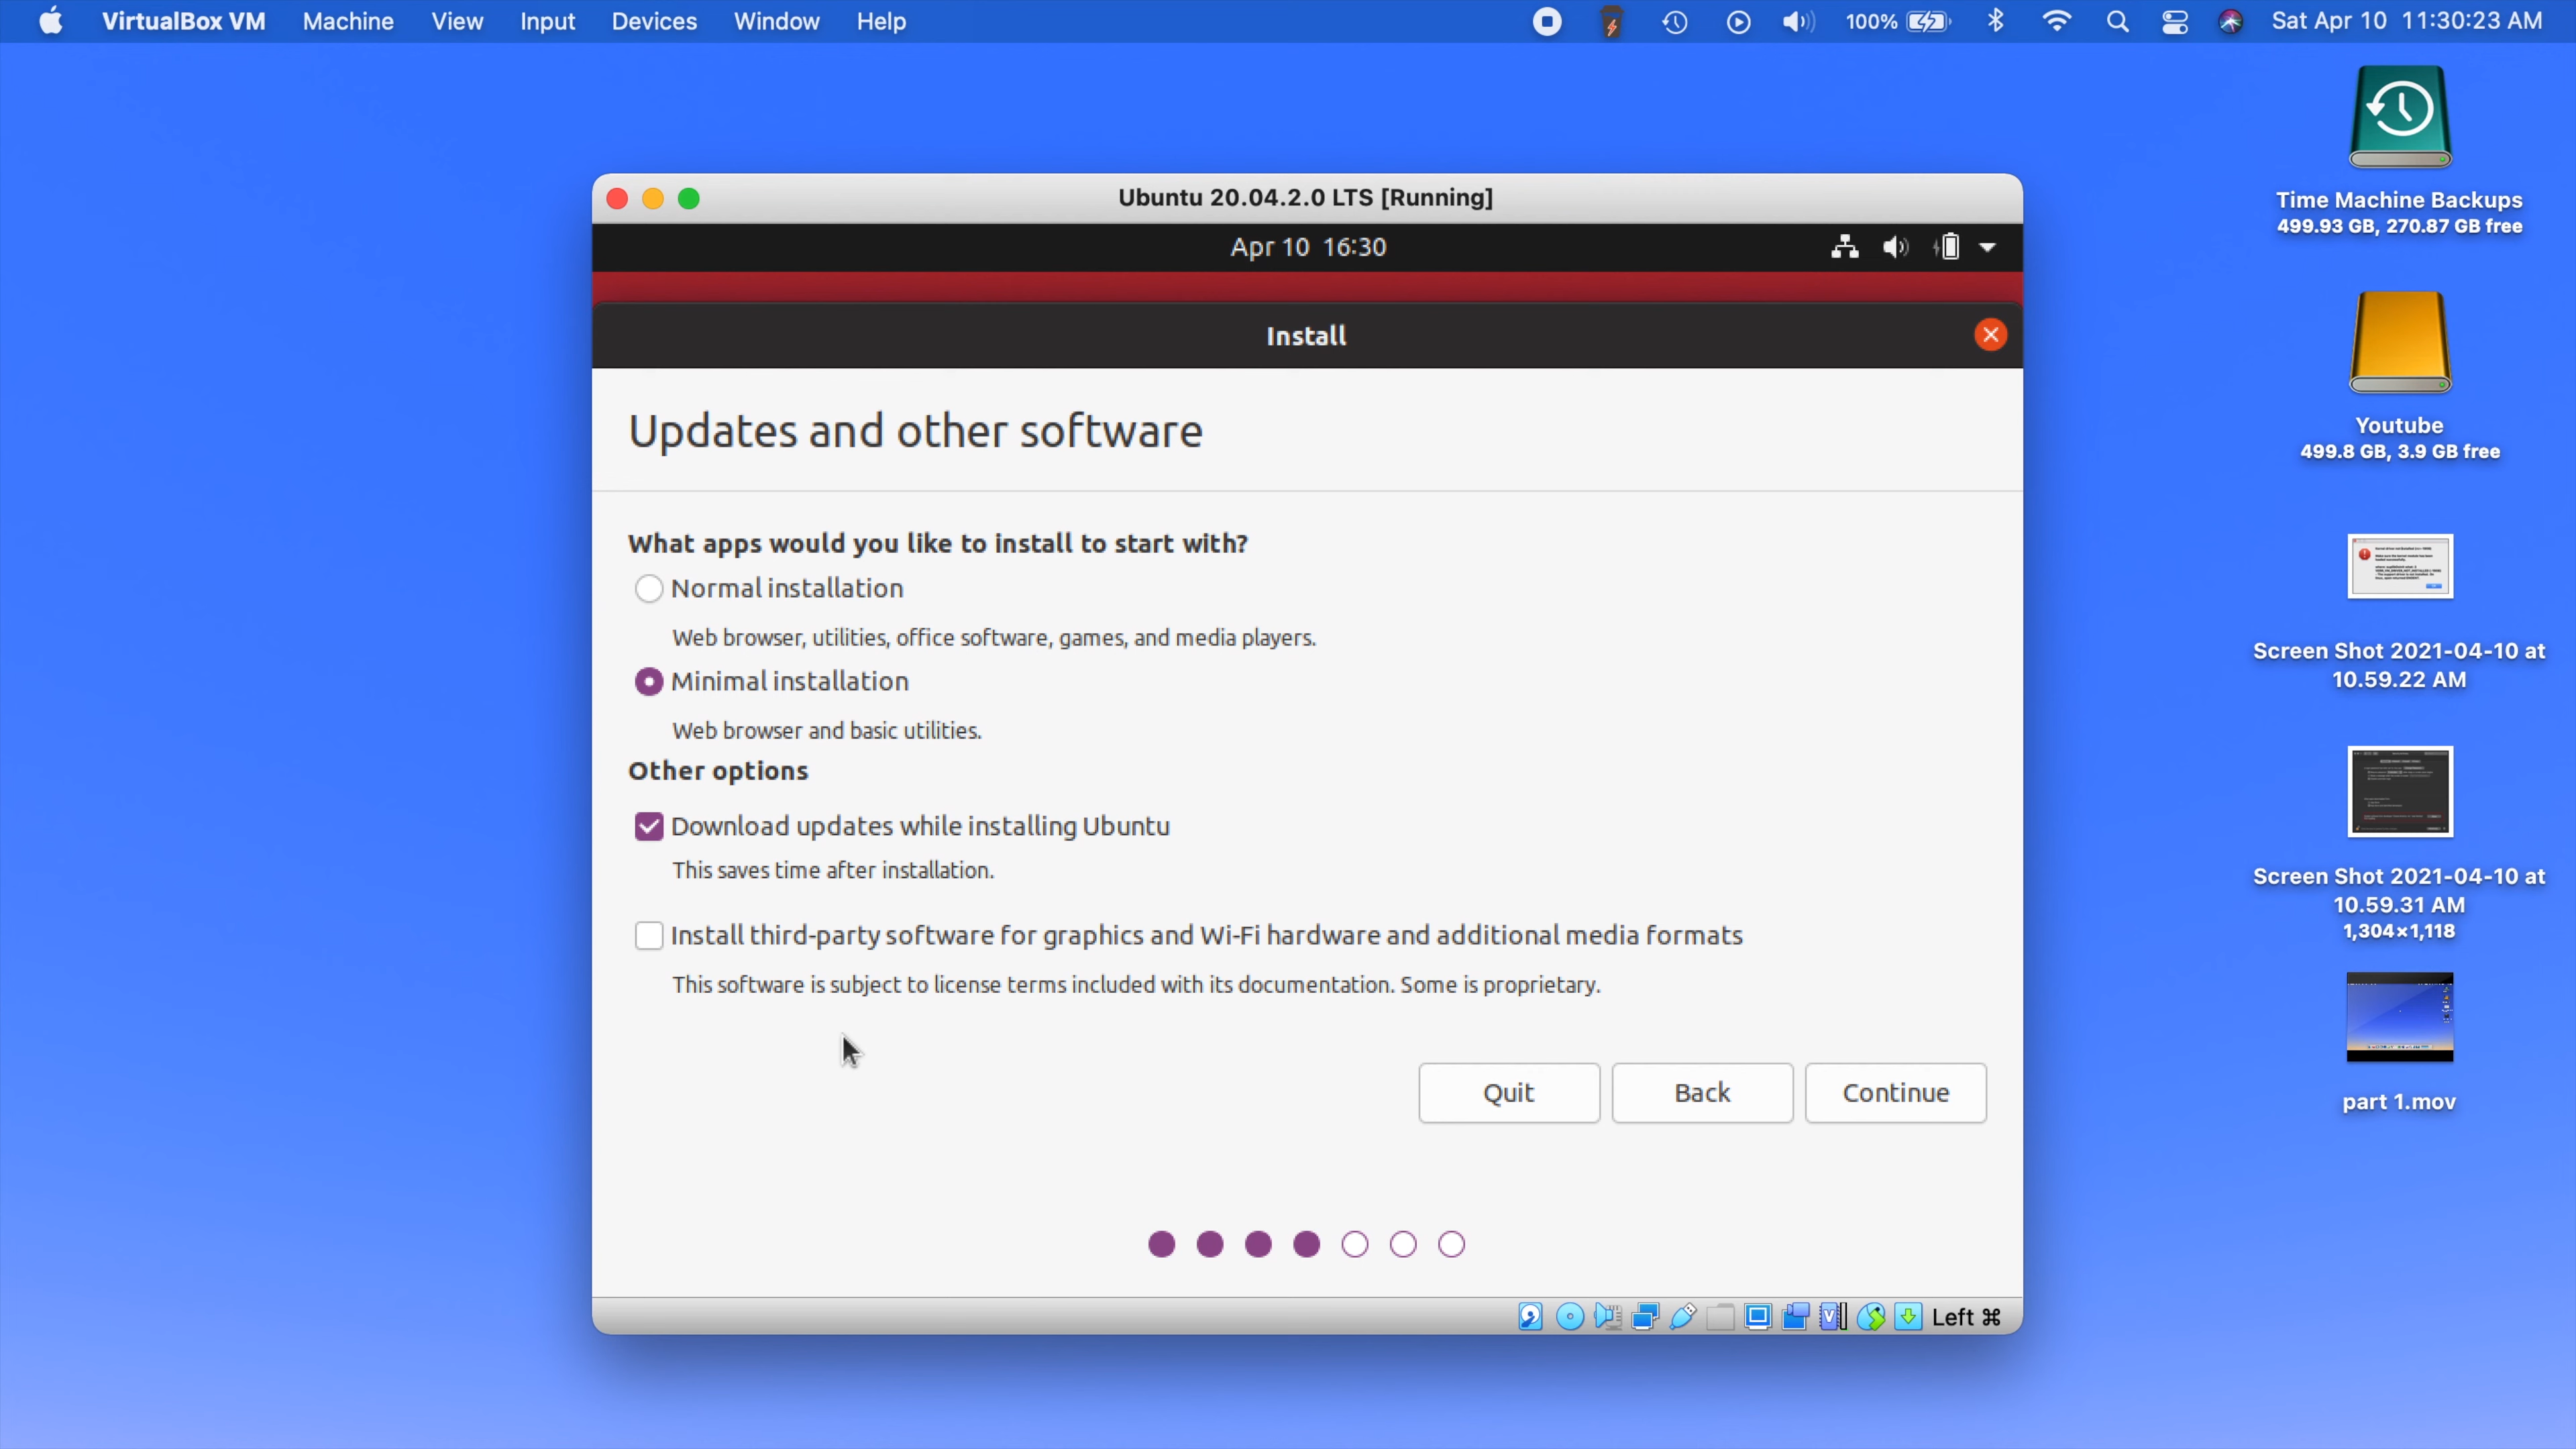 VirtualBox VM Machine View Input Devices Window Help 100% Sat Apr 10 11:30:23 AM
Time Machine Backups
499.93 GB, 270.87 GB free
Youtube
499.8 GB, 3.9 GB free
Screen Shot 2021-04-10 at
10.59.22 AM
Screen Shot 2021-04-10 at
10.59.31 AM
1,304×1,118
part 1.mov
Ubuntu 20.04.2.0 LTS [Running]
Apr 10 16:30
Install
Updates and other software
What apps would you like to install to start with?
Normal installation
Web browser, utilities, office software, games, and media players.
Minimal installation
Web browser and basic utilities.
Other options
Download updates while installing Ubuntu
This saves time after installation.
Install third-party software for graphics and Wi-Fi hardware and additional media formats
This software is subject to license terms included with its documentation. Some is proprietary.
Quit Back Continue
Left ⌘